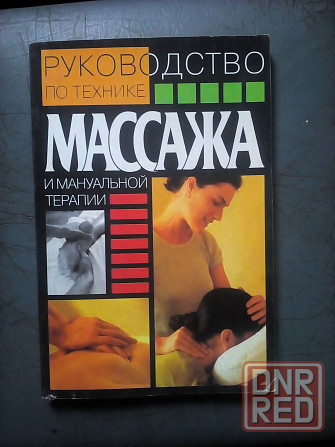 РУКОВОДСТВО
ПО ТЕХНИКЕ
МАССАЖА
И МАНУАЛЬНОЙ
ТЕРАПИИ
DNR
RED